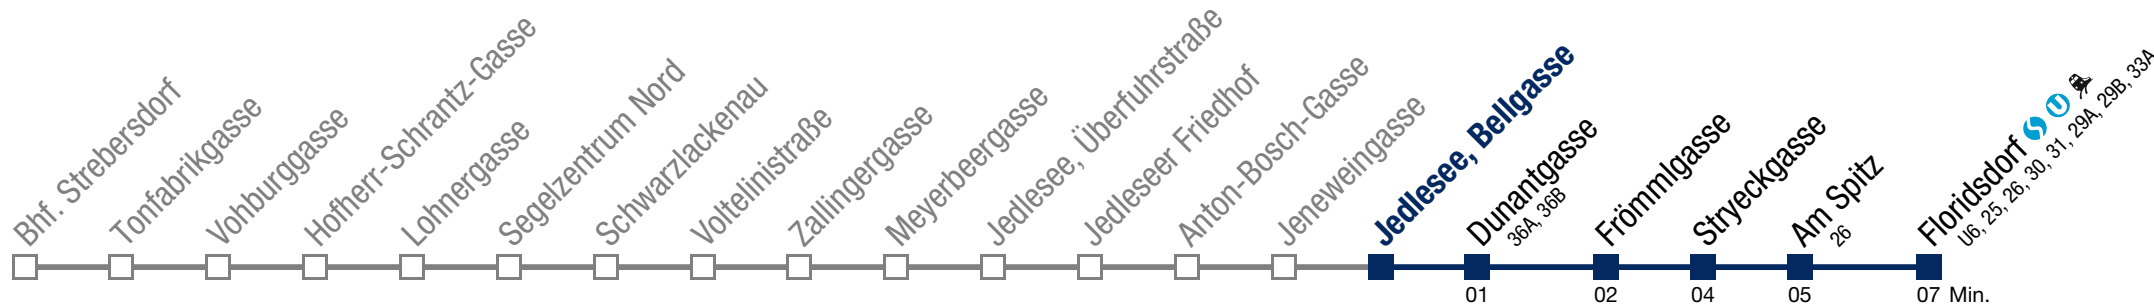 Bhf. Strebersdorf
Tonfabrikgasse
Vohburggasse
Hofherr-Schrantz-Gasse
Lohnergasse
Segelzentrum Nord
Schwarzlackenau
Voltelinistraße
Zallingergasse
Meyerbeergasse
Jedlesee, Überfuhrstraße
Jedleseer Friedhof
Anton-Bosch-Gasse
Jeneweingasse
Jedlesee, Bellgasse
Dunantgasse
36A, 36B
Frömmlgasse
Stryeckgasse
Am Spitz
26
Floridsdorf S U
U6, 25, 26, 30, 31, 29A, 29B, 33A
01 02 04 05 07 Min.